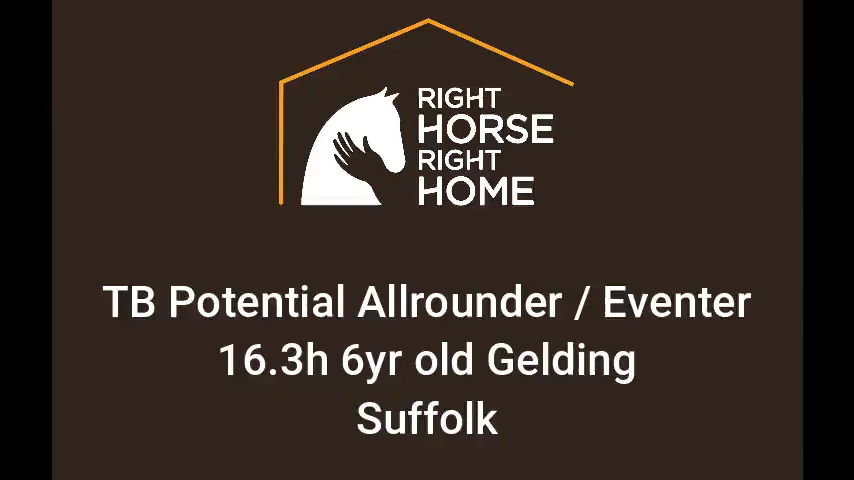 RIGHT
HORSE
RIGHT
HOME
TB Potential Allrounder / Eventer
16.3h 6yr old Gelding
Suffolk